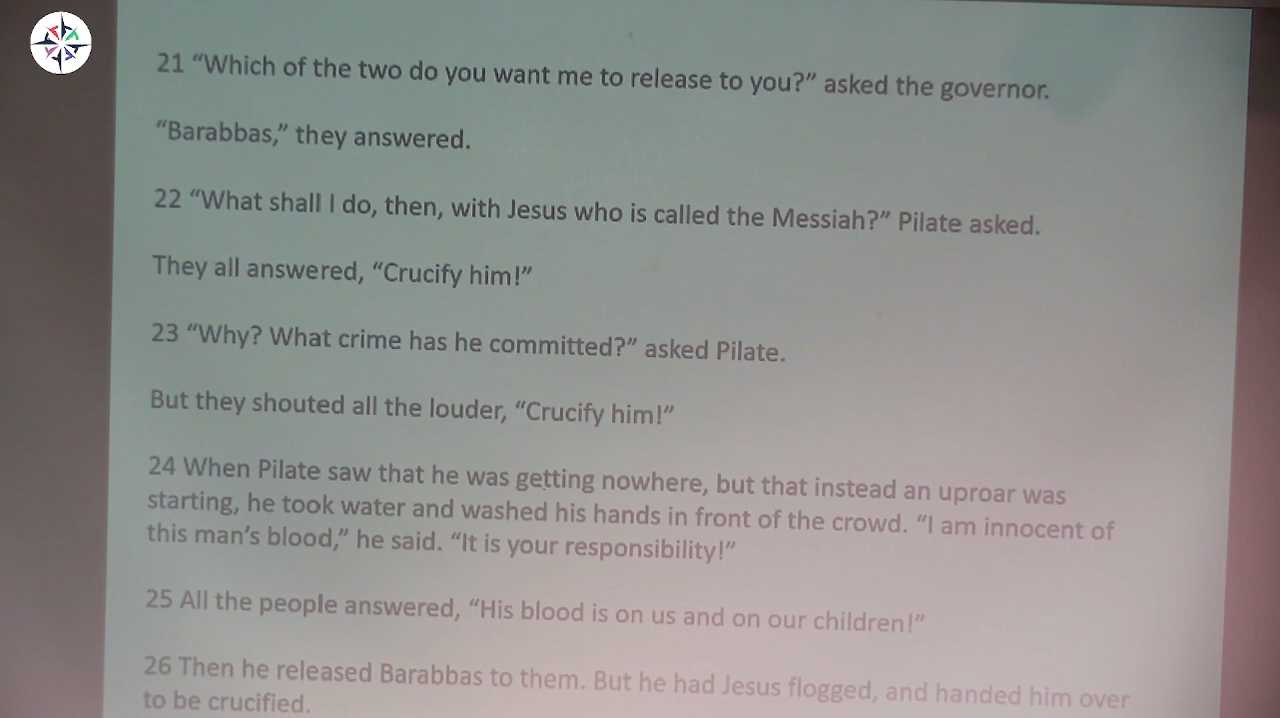 21 “Which of the two do you want me to release to you?” asked the governor.
“Barabbas,” they answered.
22 “What shall I do, then, with Jesus who is called the Messiah?” Pilate asked.
They all answered, “Crucify him!”
23 “Why? What crime has he committed?” asked Pilate.
But they shouted all the louder, “Crucify him!”
24 When Pilate saw that he was getting nowhere, but that instead an uproar was
starting, he took water and washed his hands in front of the crowd. “I am innocent of
this man’s blood,” he said. “It is your responsibility!”
25 All the people answered, “His blood is on us and on our children!”
26 Then he released Barabbas to them. But he had Jesus flogged, and handed him over
to be crucified.